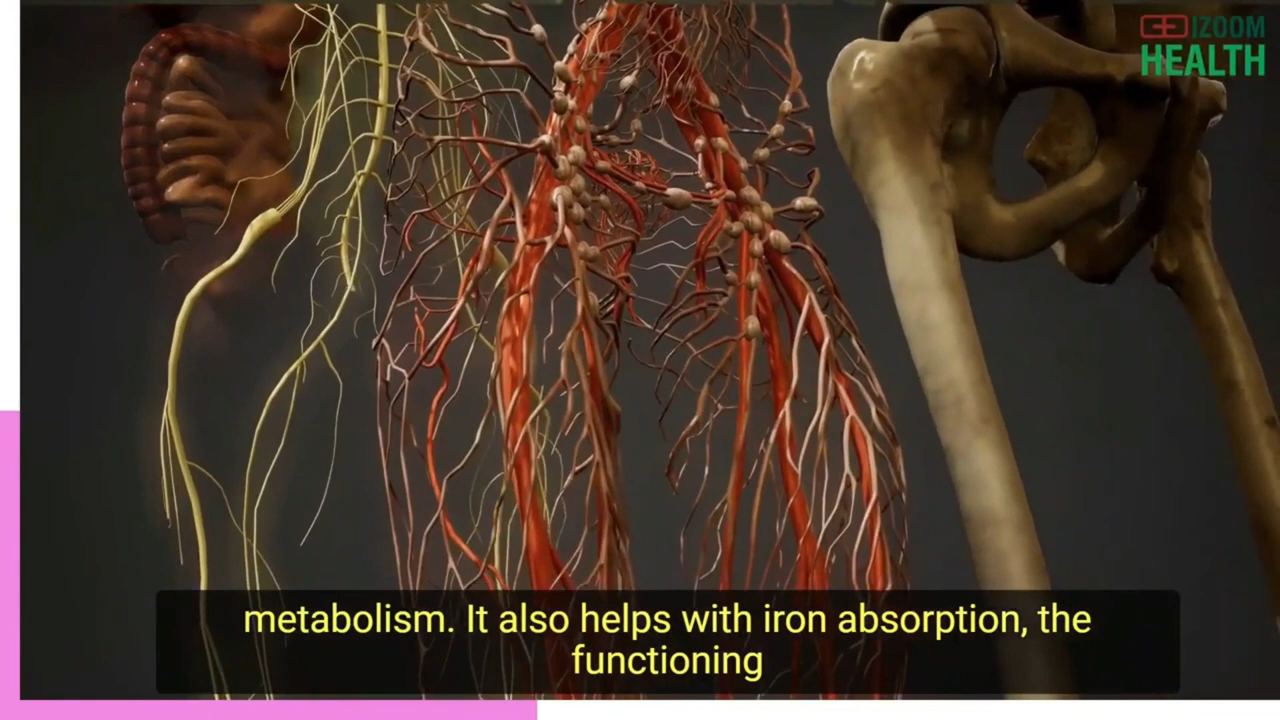 IZOOM
HEALTH
metabolism. It also helps with iron absorption, the
functioning